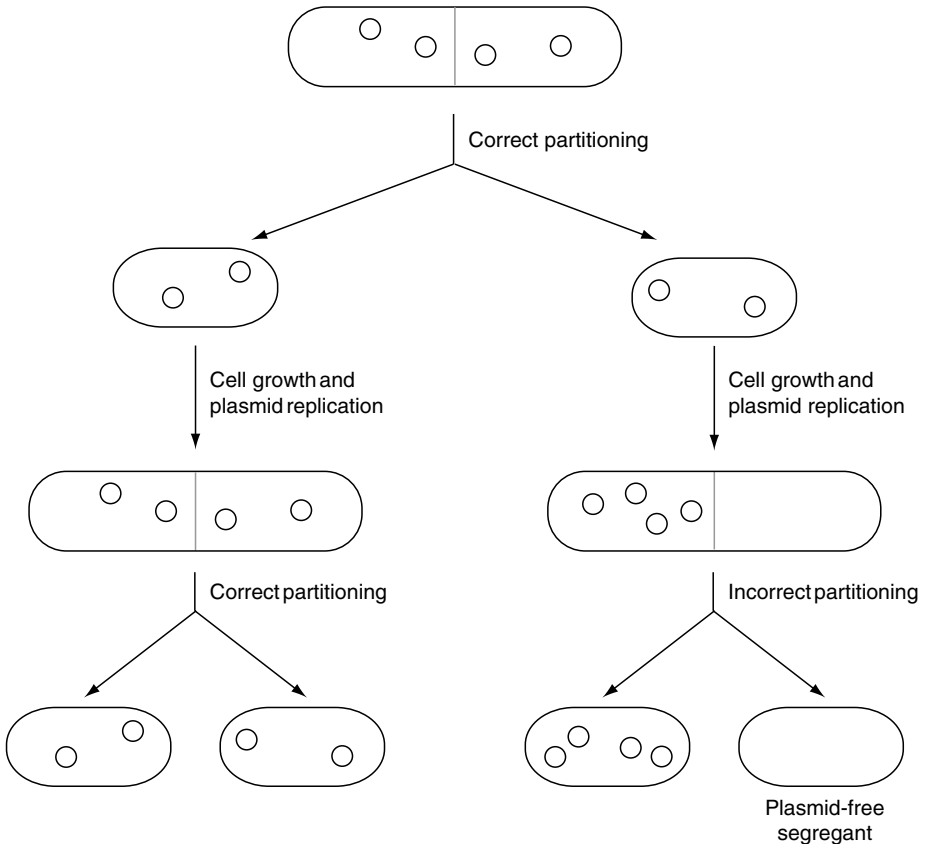 Correct partitioning
Cell growth and
plasmid replication
Cell growth and
plasmid replication
Correct partitioning
Incorrect partitioning
Plasmid-free
segregant